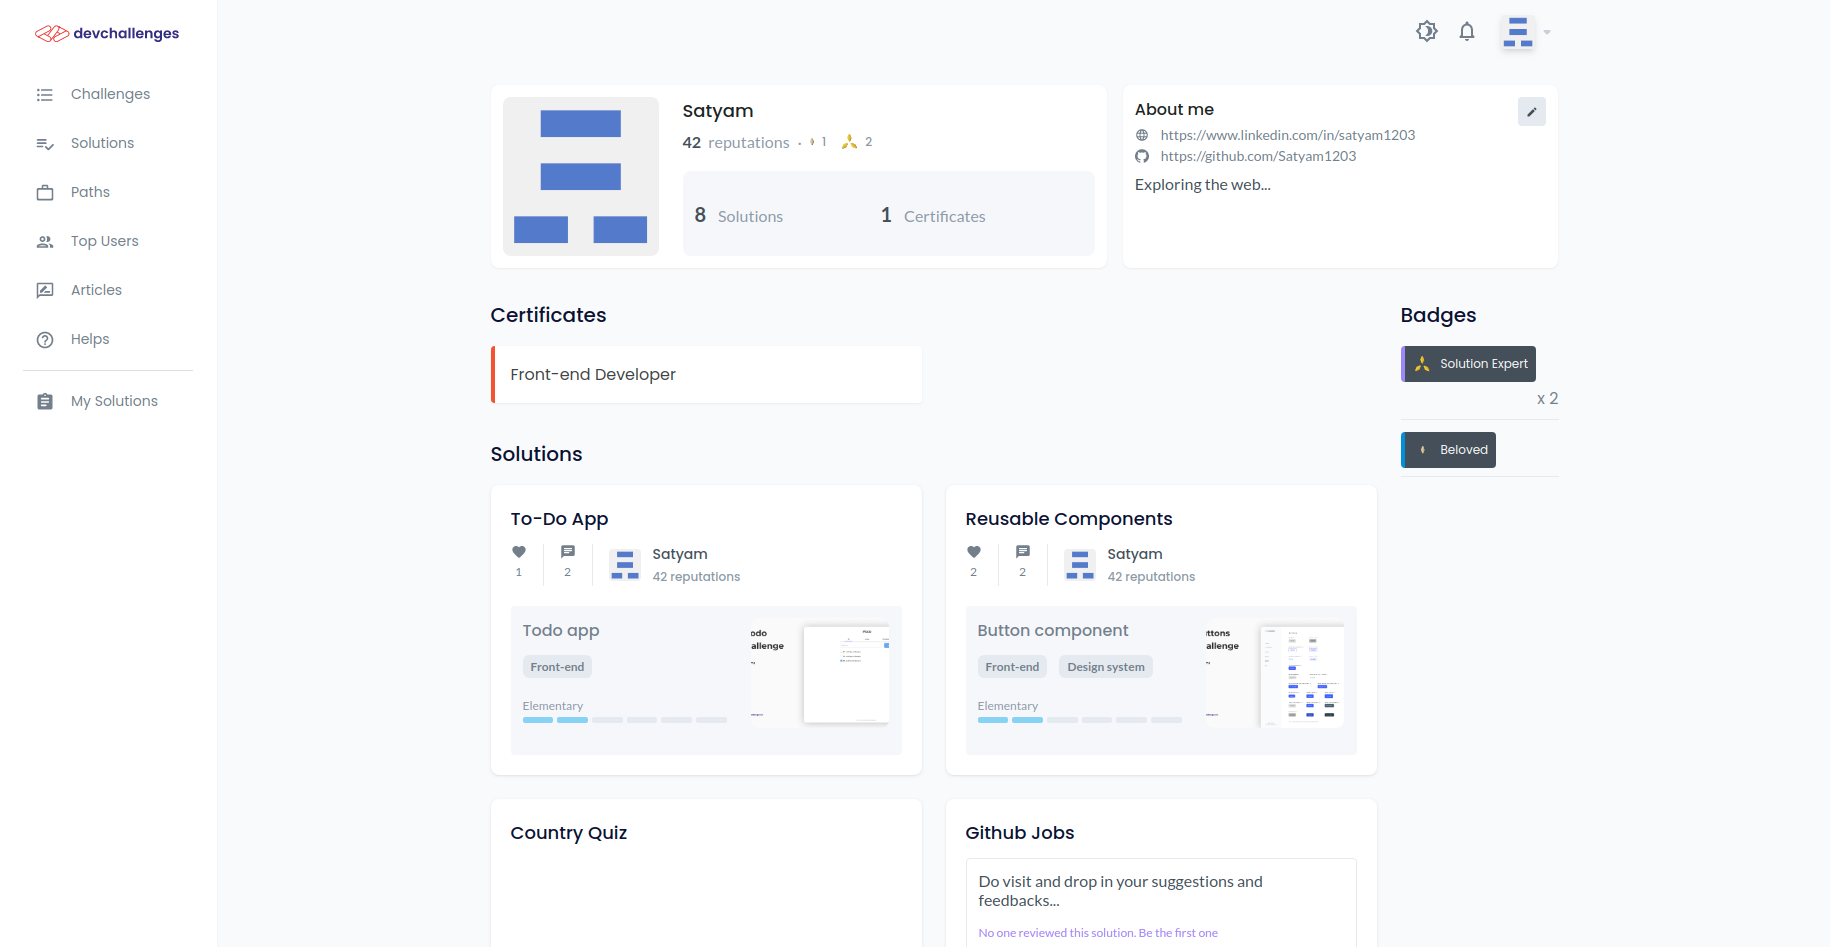 devchallenges
Challenges
Solutions
Paths
Top Users
Articles
Helps
My Solutions
Satyam
42 reputations · 1 2
8 Solutions 1 Certificates
About me
https://www.linkedin.com/in/satyam1203
https://github.com/Satyam1203
Exploring the web...
Certificates
Front-end Developer
Badges
Solution Expert
x 2
Beloved
Solutions
To-Do App
1 2
Satyam
42 reputations
Todo app
Front-end
Elementary
odo
allenge
Reusable Components
2 2
Satyam
42 reputations
Button component
Front-end Design system
Elementary
ttons
allenge
Country Quiz
Github Jobs
Do visit and drop in your suggestions and
feedbacks...
No one reviewed this solution. Be the first one